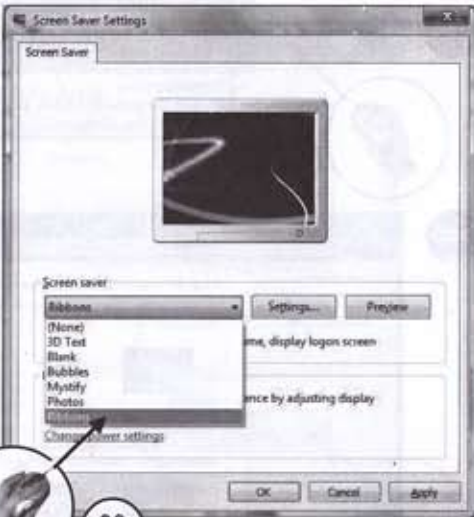 Screen Saver Settings
Screen Saver
Screen saver
Ribbons
Settings...
Preview
(None)
3D Text
Blank
Bubbles
Mystify
Photos
Ribbons
me, display logon screen
nce by adjusting display
Change power settings
OK
Cancel
Apply